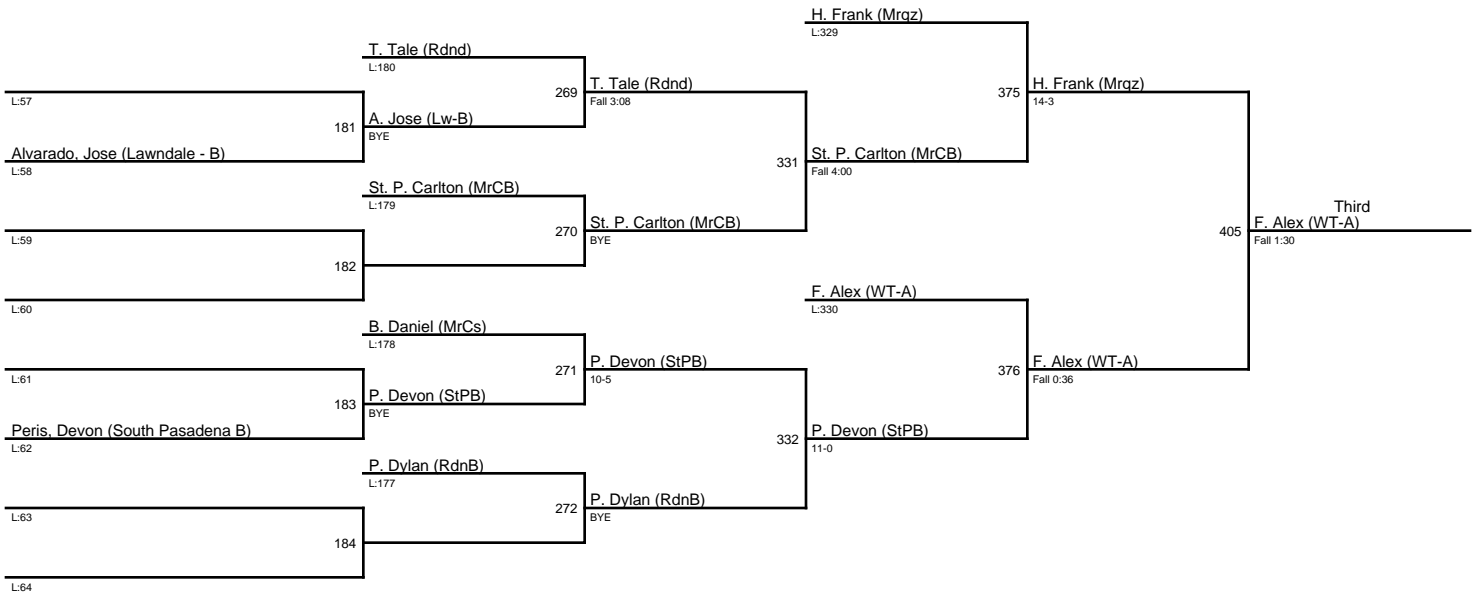 H. Frank (Mrqz)
L:329
T. Tale (Rdnd)
L:180
L:57
269
T. Tale (Rdnd)
Fall 3:08
375
H. Frank (Mrqz)
14-3
181
A. Jose (Lw-B)
BYE
Alvarado, Jose (Lawndale - B)
L:58
331
St. P. Carlton (MrCB)
Fall 4:00
St. P. Carlton (MrCB)
L:179
Third
L:59
270
St. P. Carlton (MrCB)
BYE
405
F. Alex (WT-A)
Fall 1:30
182
L:60
F. Alex (WT-A)
L:330
B. Daniel (MrCs)
L:178
L:61
271
P. Devon (StPB)
10-5
376
F. Alex (WT-A)
Fall 0:36
183
P. Devon (StPB)
BYE
Peris, Devon (South Pasadena B)
L:62
332
P. Devon (StPB)
11-0
P. Dylan (RdnB)
L:177
L:63
272
P. Dylan (RdnB)
BYE
184
L:64